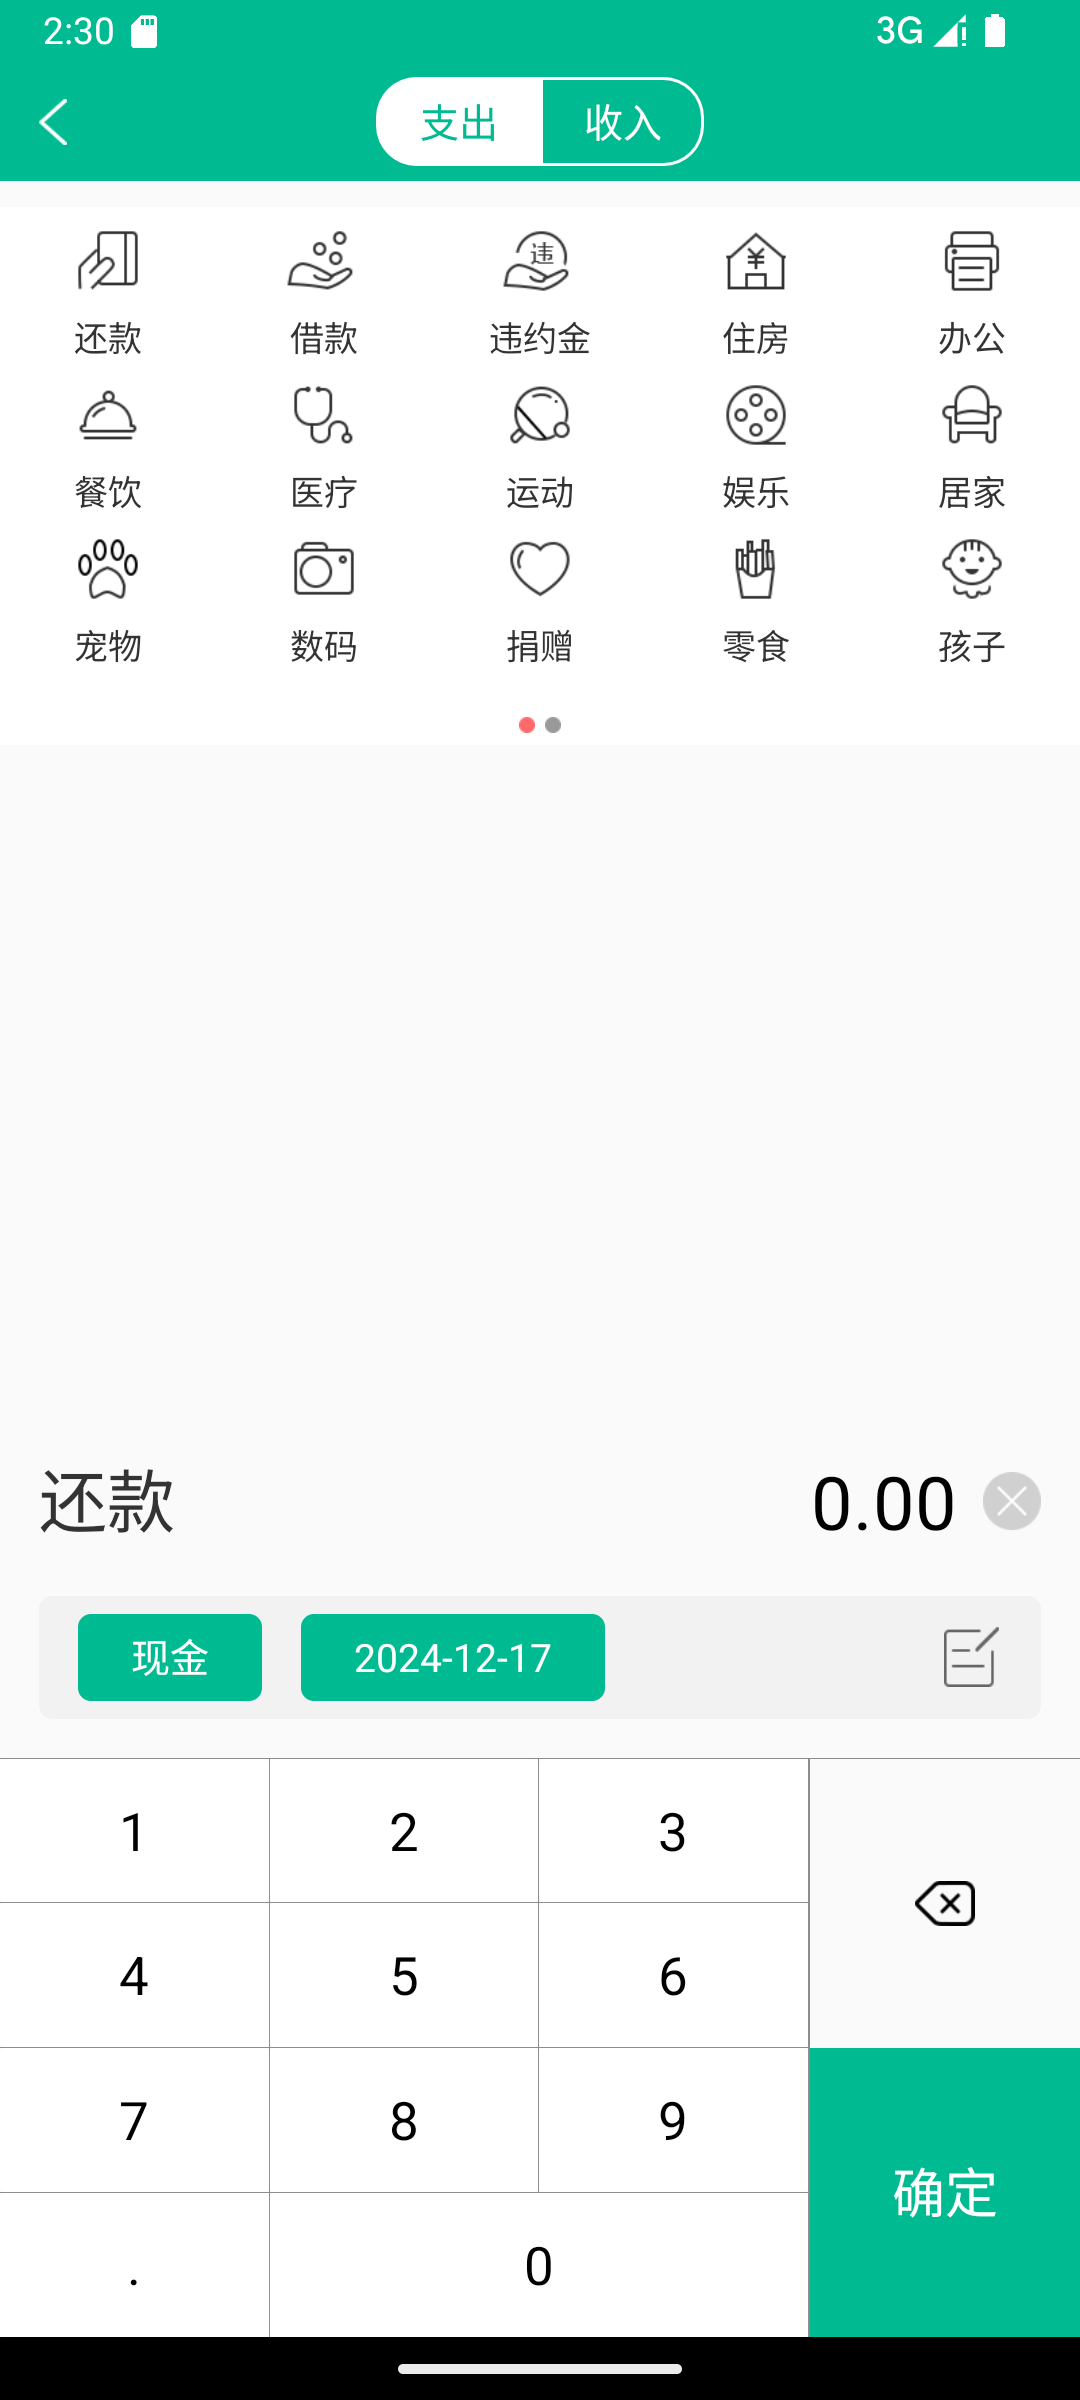 2:30 3G
支出 收入
违
还款 借款 违约金 住房 办公
餐饮 医疗 运动 娱乐 居家
宠物 数码 捐赠 零食 孩子
还款 0.00
现金 2024-12-17
1 2 3
4 5 6
7 8 9
确定
. 0